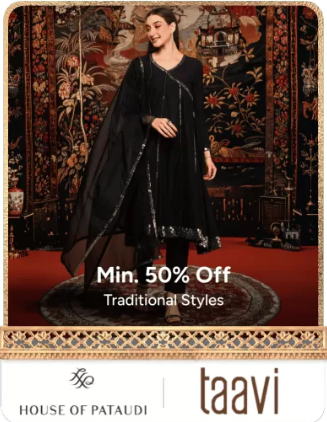 Min. 50% Off
Traditional Styles
HOUSE OF PATAUDI
taavi